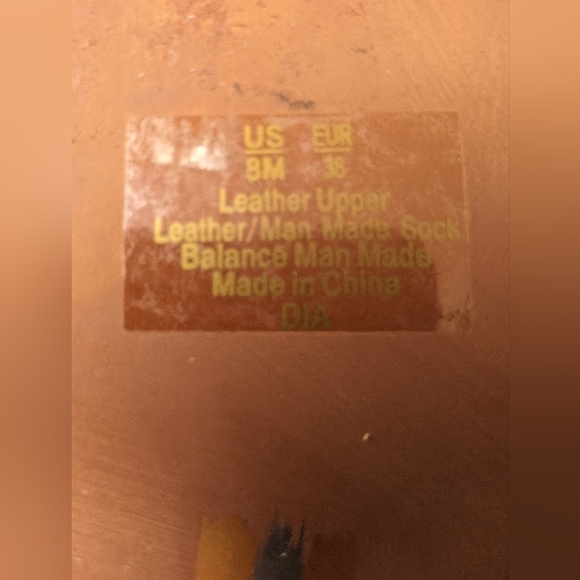 US EUR
8M 38
Leather Upper
Leather/Man Made Sock
Balance Man Made
Made in China
DIA